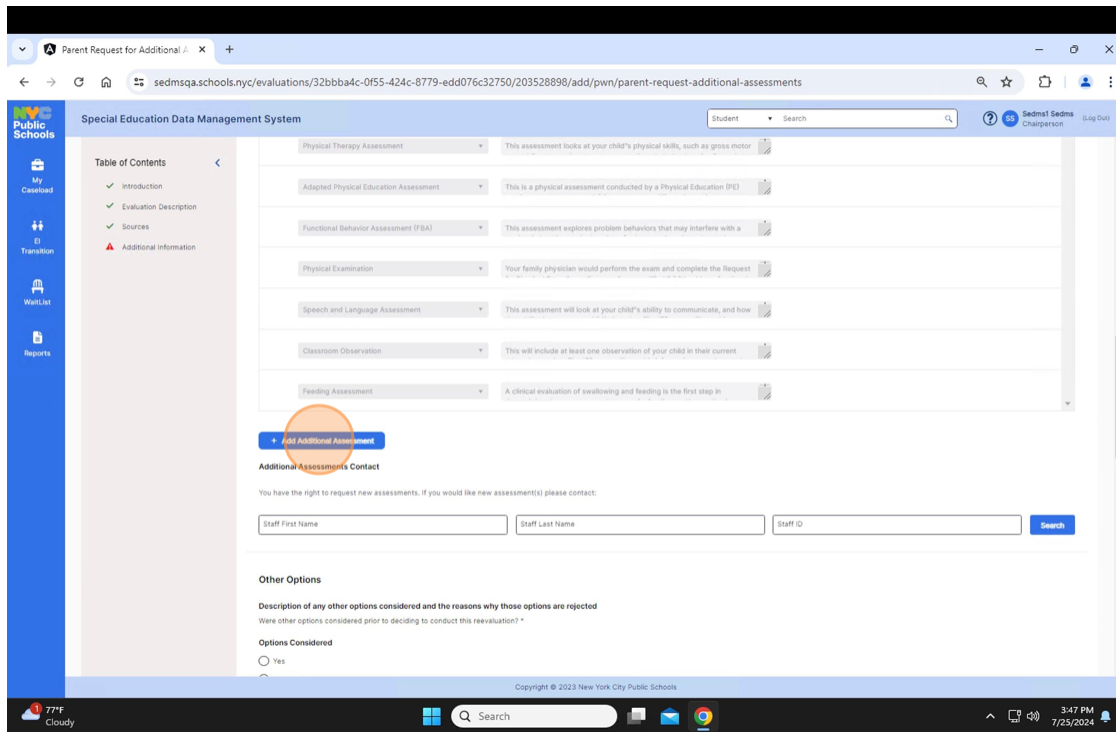 Parent Request for Additional A
sedmsqa.schools.nyc/evaluations/32bbba4c-0f55-424c-8779-edd076c32750/203528898/add/pwn/parent-request-additional-assessments
NYC
Public
Schools
Special Education Data Management System
Student
Search
SS
Sedms1 Sedms
Chairperson
(Log Out)
My
Caseload
EI
Transition
WaitList
Reports
Table of Contents
Introduction
Evaluation Description
Sources
Additional Information
Physical Therapy Assessment
This assessment looks at your child"s physical skills, such as gross motor
Adapted Physical Education Assessment
This is a physical assessment conducted by a Physical Education (PE)
Functional Behavior Assessment (FBA)
This assessment explores problem behaviors that may interfere with a
Physical Examination
Your family physician would perform the exam and complete the Request
Speech and Language Assessment
This assessment will look at your child"s ability to communicate, and how
Classroom Observation
This will include at least one observation of your child in their current
Feeding Assessment
A clinical evaluation of swallowing and feeding is the first step in
+ Add Additional Assessment
Additional Assessments Contact
You have the right to request new assessments. If you would like new assessment(s) please contact:
Staff First Name
Staff Last Name
Staff ID
Search
Other Options
Description of any other options considered and the reasons why those options are rejected
Were other options considered prior to deciding to conduct this reevaluation? *
Options Considered
Yes
Copyright © 2023 New York City Public Schools
1
77°F
Cloudy
Search
3:47 PM
7/25/2024